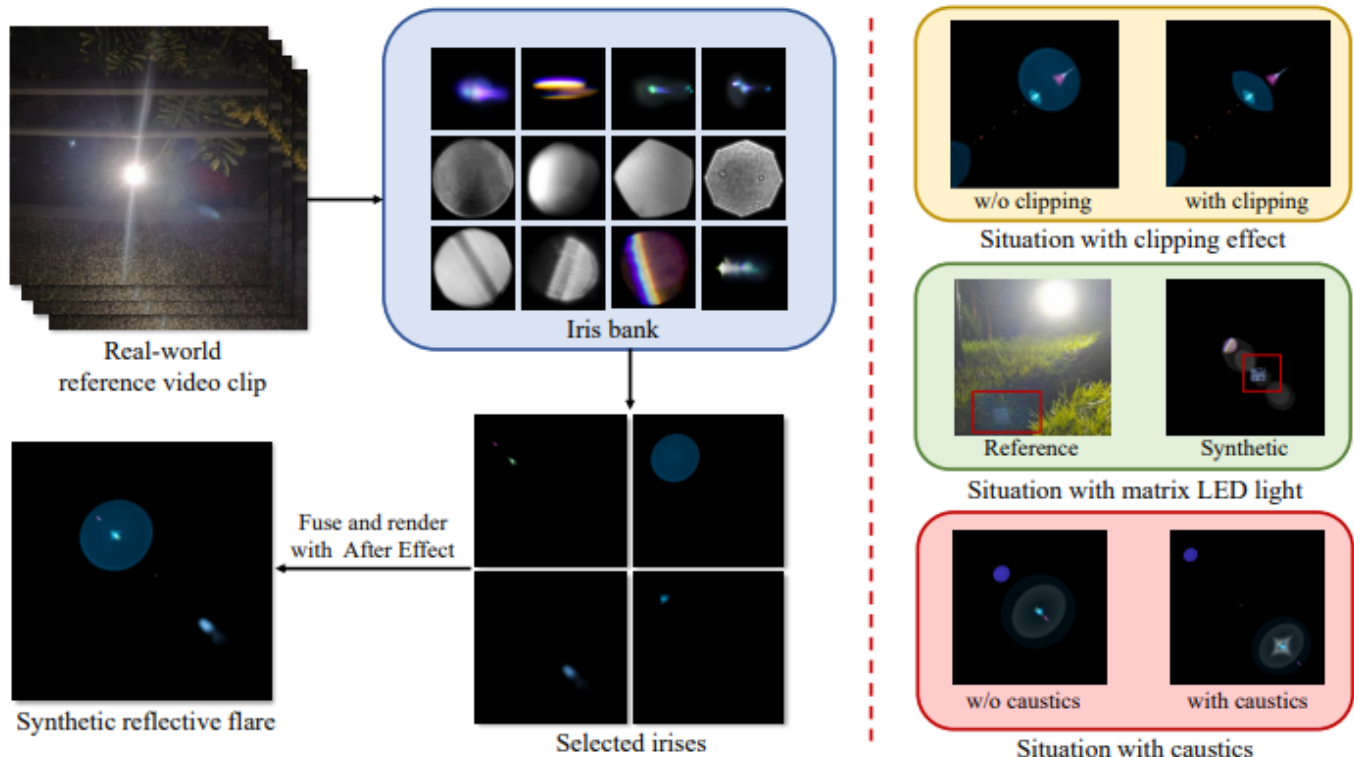 Real-world
reference video clip
Iris bank
Fuse and render
with After Effect
Synthetic reflective flare
Selected irises
w/o clipping
with clipping
Situation with clipping effect
Reference
Synthetic
Situation with matrix LED light
w/o caustics
with caustics
Situation with caustics